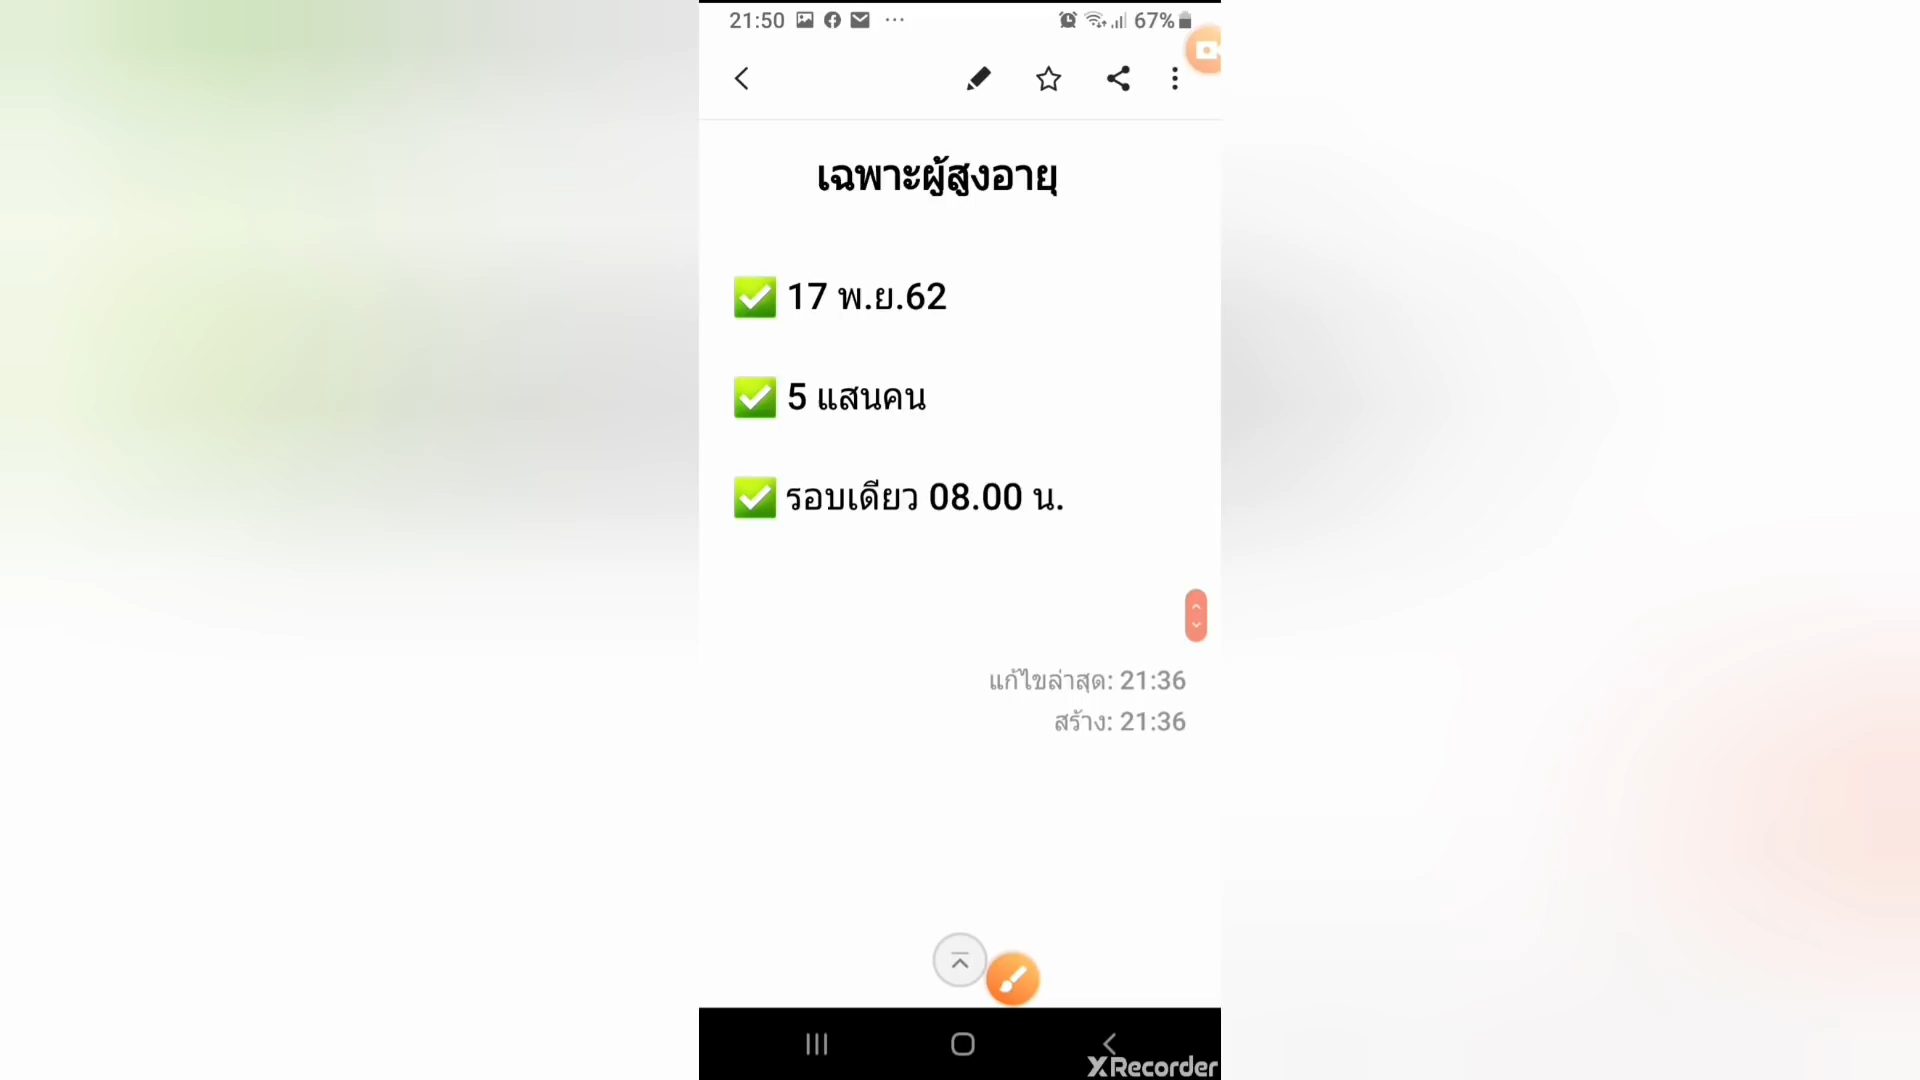 21:50 67%
เฉพาะผู้สูงอายุ
17 พ.ย.62
5 แสนคน
รอบเดียว 08.00 น.
แก้ไขล่าสุด: 21:36
สร้าง: 21:36
XRecorder